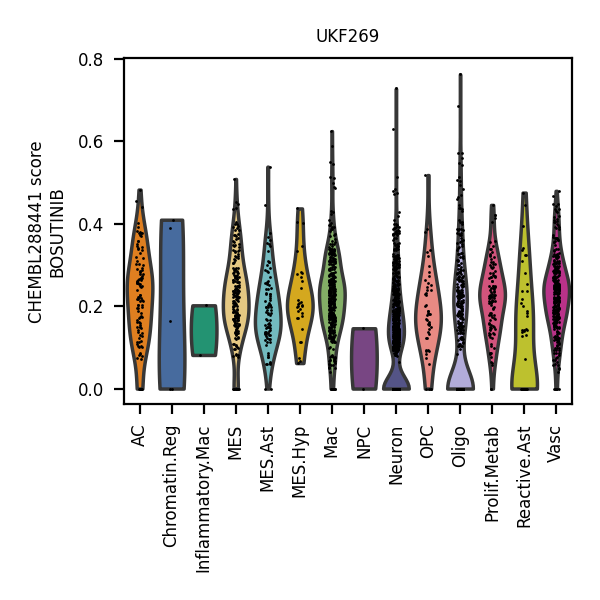 UKF269
CHEMBL288441 score
BOSUTINIB
0.8
0.6
0.4
0.2
0.0
AC
Chromatin.Reg
Inflammatory.Mac
MES
MES.Ast
MES.Hyp
Mac
NPC
Neuron
OPC
Oligo
Prolif.Metab
Reactive.Ast
Vasc